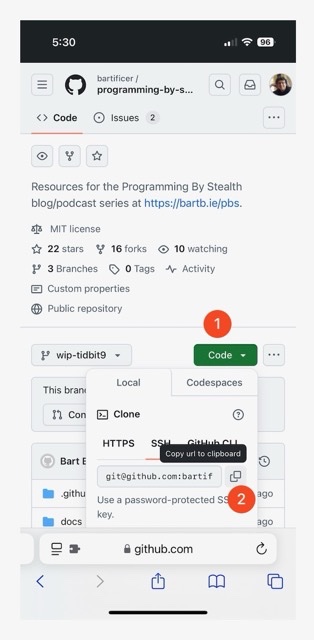 5:30
96
bartificer /
programming-by-s...
Code
Issues 2
Resources for the Programming By Stealth
blog/podcast series at https://bartb.ie/pbs.
MIT license
22 stars 16 forks 10 watching
3 Branches 0 Tags Activity
Custom properties
Public repository
1
wip-tidbit9
Code
Local
Codespaces
This bran
Clone
Con
HTTPS
SSH
GitHub CLI
Copy url to clipboard
Bart B
git@github.com:bartif
2
.githu
Use a password-protected SS
key.
ago
docs
ago
github.com